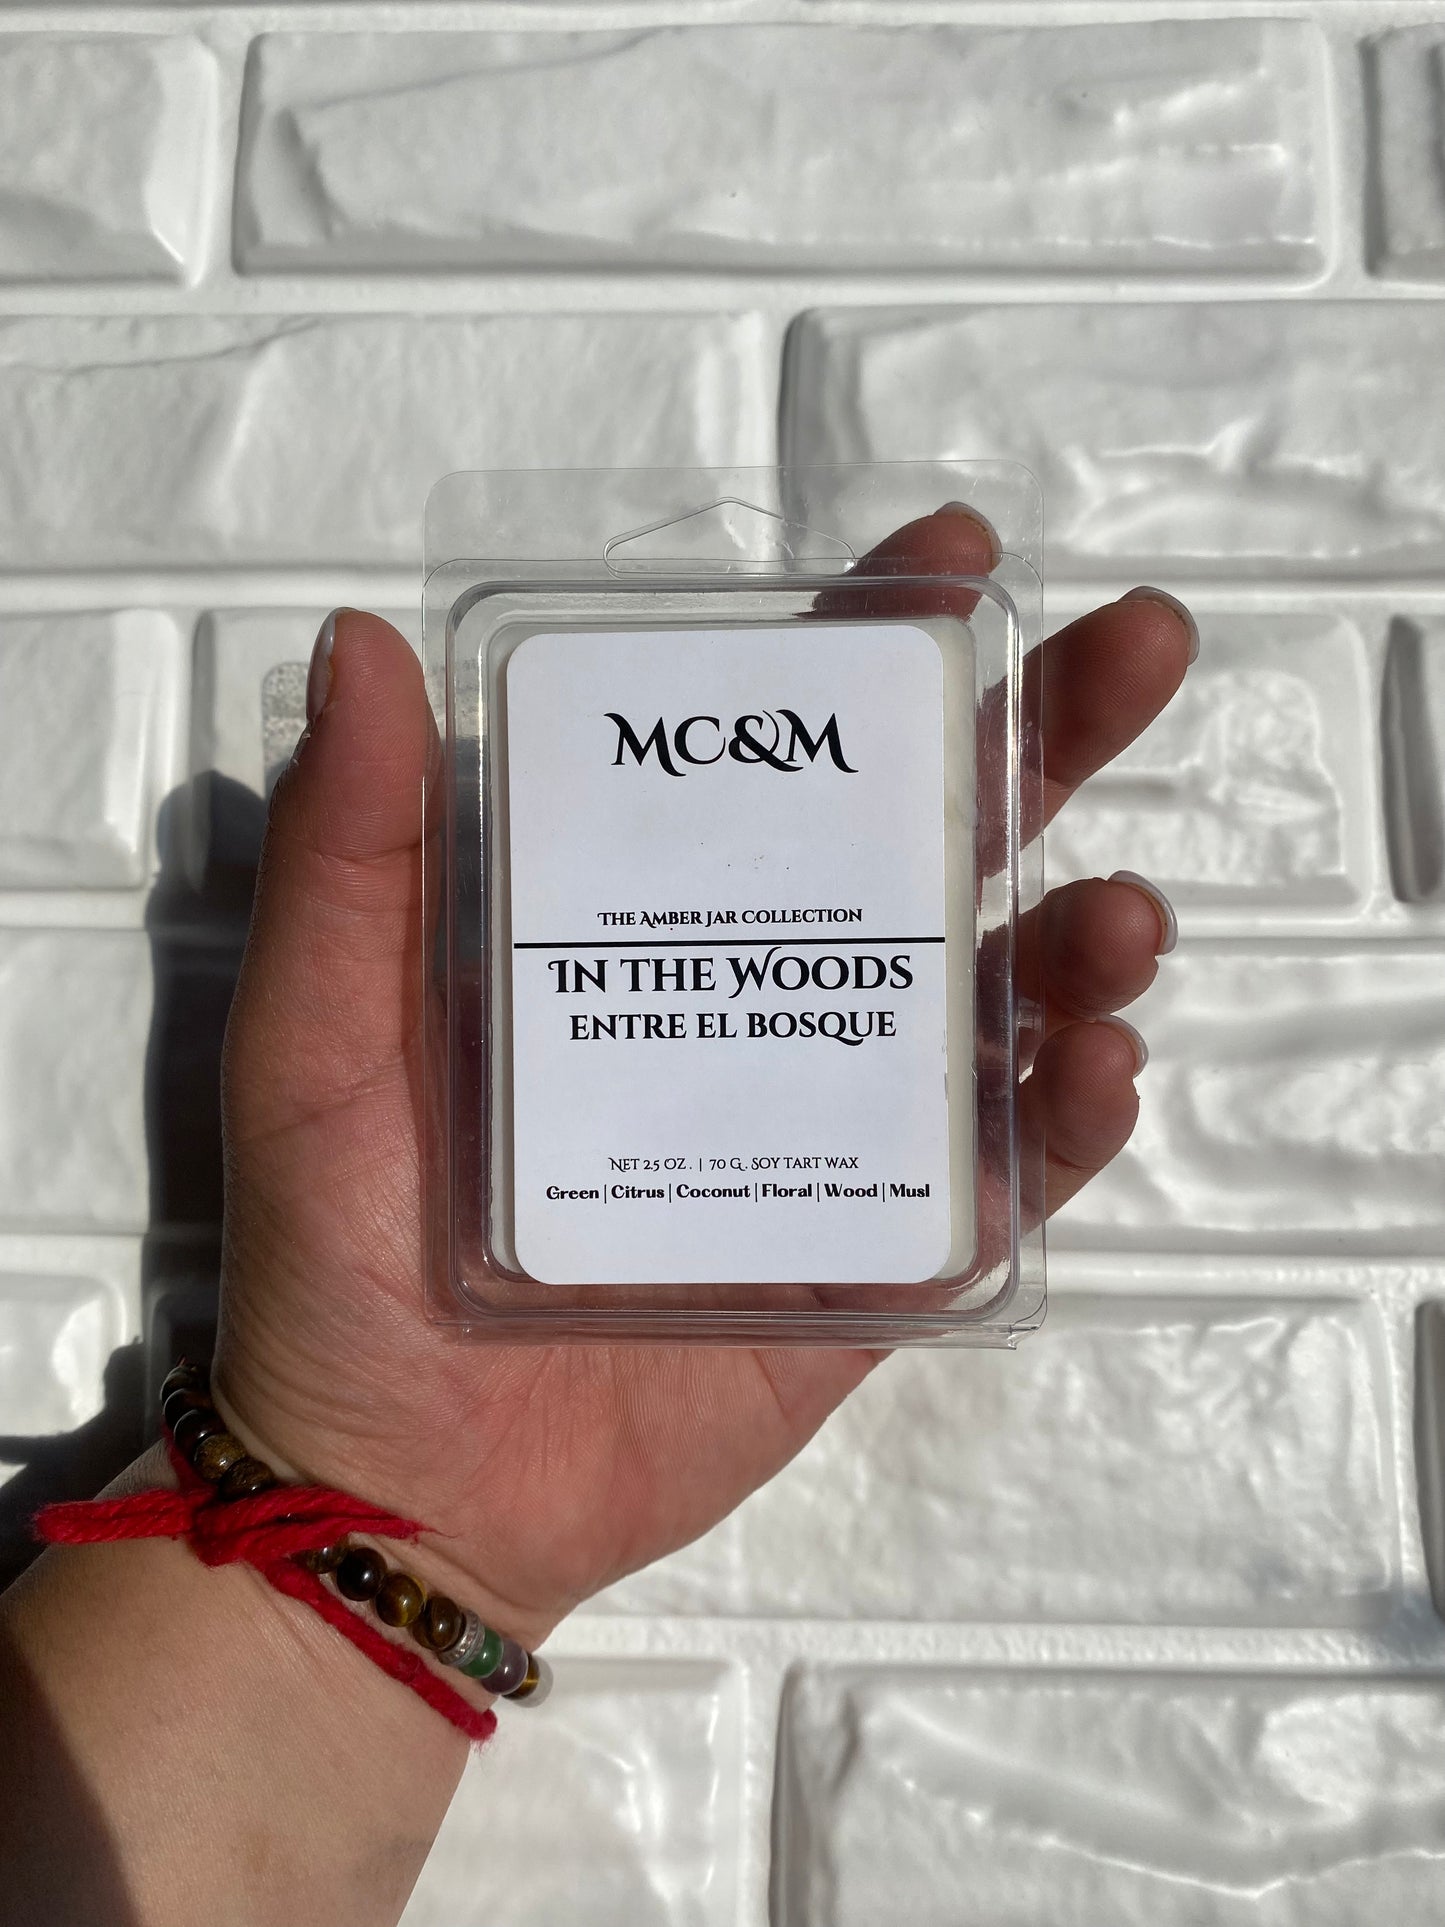 MC&M
THE AMBER JAR COLLECTION
IN THE WOODS
ENTRE EL BOSQUE
NET 2.5 OZ. | 70 G. SOY TART WAX
Green | Citrus | Coconut | Floral | Wood | Musl